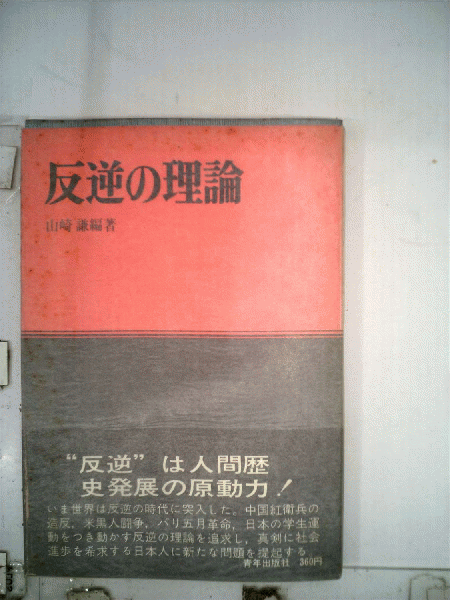 反逆の理論
山崎 謙編著
“反逆”は人間歴
史発展の原動力！
いま世界は反逆の時代に突入した。中国紅衛兵の
造反，米黒人闘争，パリ五月革命，日本の学生運
動をつき動かす反逆の理論を追求し，真剣に社会
進歩を希求する日本人に新たな問題を提起する
青年出版社 360円